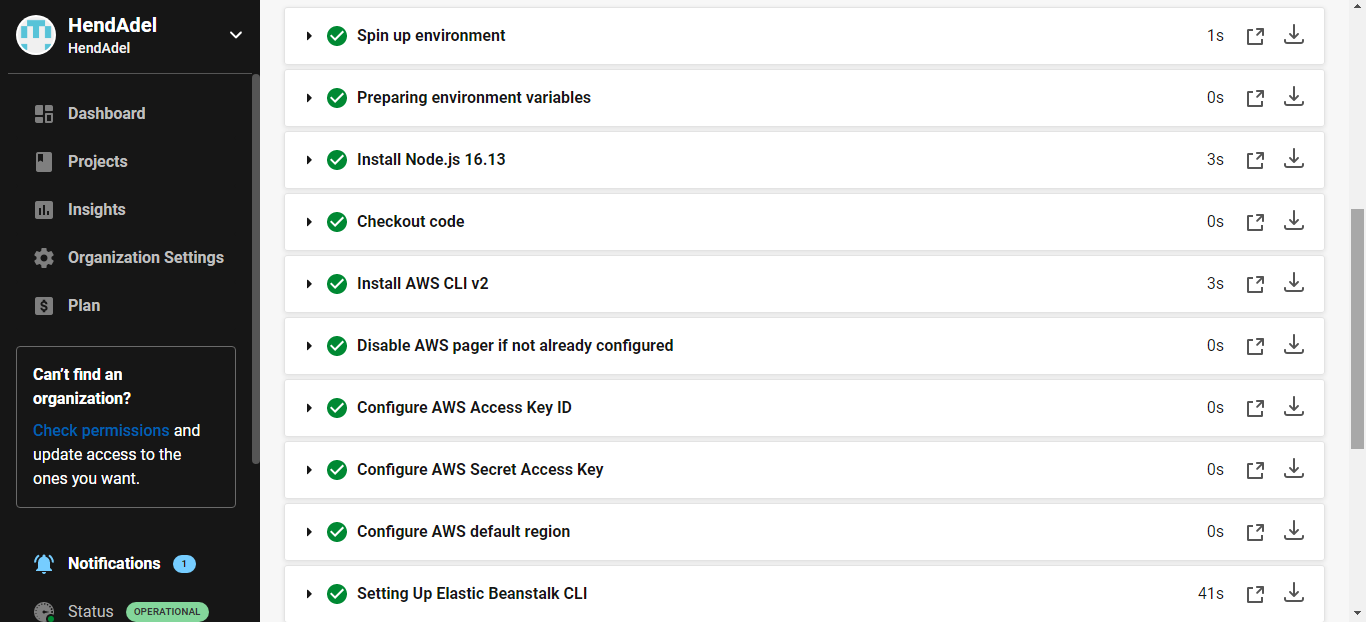 HendAdel
HendAdel
Dashboard
Projects
Insights
Organization Settings
Plan
Can't find an
organization?
Check permissions and
update access to the
ones you want.
Notifications 1
Status OPERATIONAL
Spin up environment 1s
Preparing environment variables 0s
Install Node.js 16.13 3s
Checkout code 0s
Install AWS CLI v2 3s
Disable AWS pager if not already configured 0s
Configure AWS Access Key ID 0s
Configure AWS Secret Access Key 0s
Configure AWS default region 0s
Setting Up Elastic Beanstalk CLI 41s